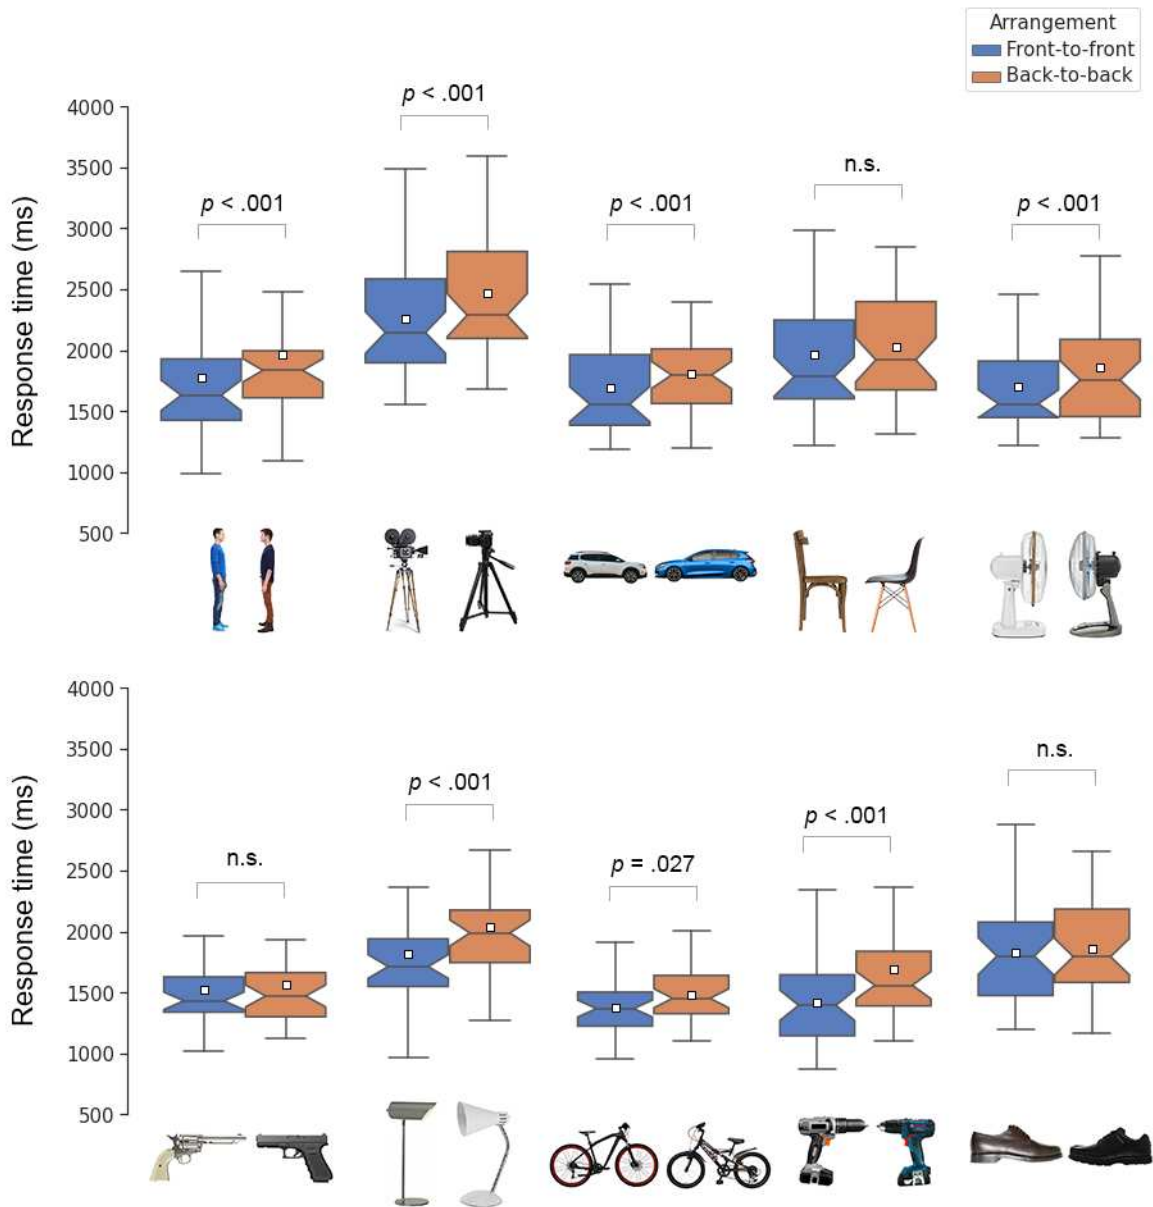 Arrangement
Front-to-front
Back-to-back
4000
3500
3000
2500
2000
1500
1000
500
Response time (ms)
p < .001
p < .001
p < .001
n.s.
p < .001
4000
3500
3000
2500
2000
1500
1000
500
Response time (ms)
n.s.
p < .001
p = .027
p < .001
n.s.